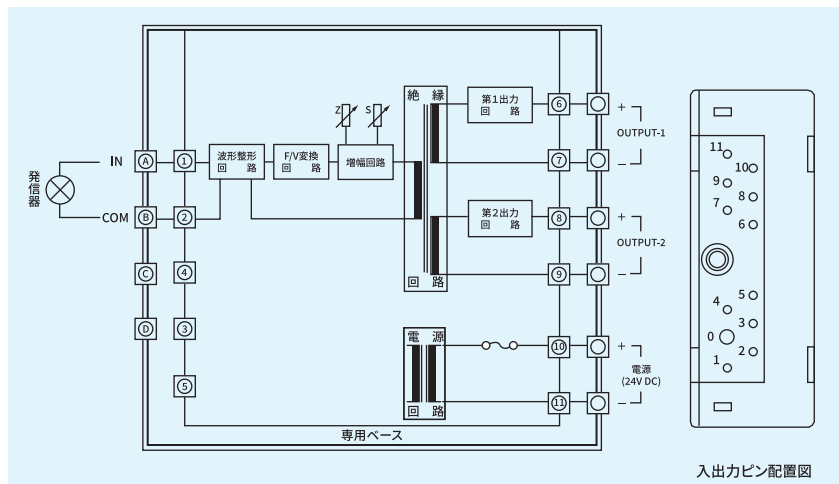 発信器
IN
COM
A
B
C
D
1
2
4
3
5
波形整形
回　路
F/V変換
回　路
Z
S
増幅回路
絶　縁
回　路
第1出力
回　路
第2出力
回　路
電　源
回　路
6
7
8
9
10
11
+
OUTPUT-1
−
+
OUTPUT-2
−
+
電源
(24V DC)
−
専用ベース
11
10
9
8
7
6
5
4
3
0
2
1
入出力ピン配置図